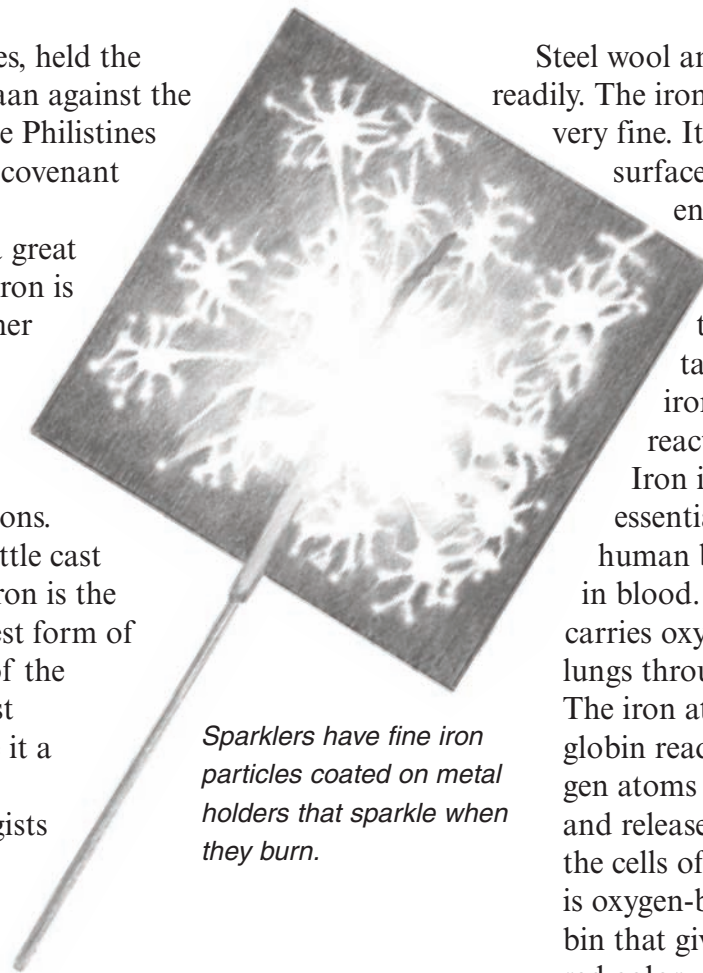 es, held the
aan against the
e Philistines
covenant
great
ron is
ner
ons.
ttle cast
ron is the
est form of
of the
st
it a
gists
Sparklers have fine iron
particles coated on metal
holders that sparkle when
they burn.
Steel wool an
readily. The iron
very fine. It
surface
en
t
ta
iron
reac
Iron i
essentia
human b
in blood.
carries oxy
lungs throu
The iron at
globin read
gen atoms
and release
the cells of
is oxygen-b
bin that giv